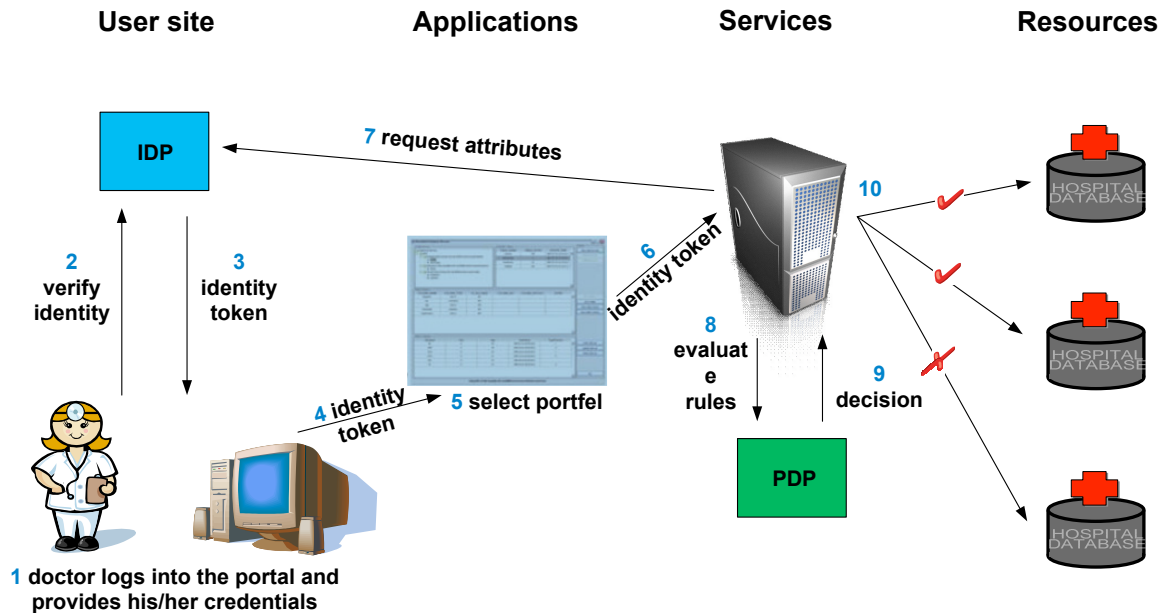 User site
Applications
Services
Resources
IDP
7 request attributes
10
HOSPITAL
DATABASE
2
verify
identity
3
identity
token
6
identity token
8
evaluat
e
rules
9
decision
HOSPITAL
DATABASE
4 identity
token
5 select portfel
PDP
HOSPITAL
DATABASE
1 doctor logs into the portal and
provides his/her credentials